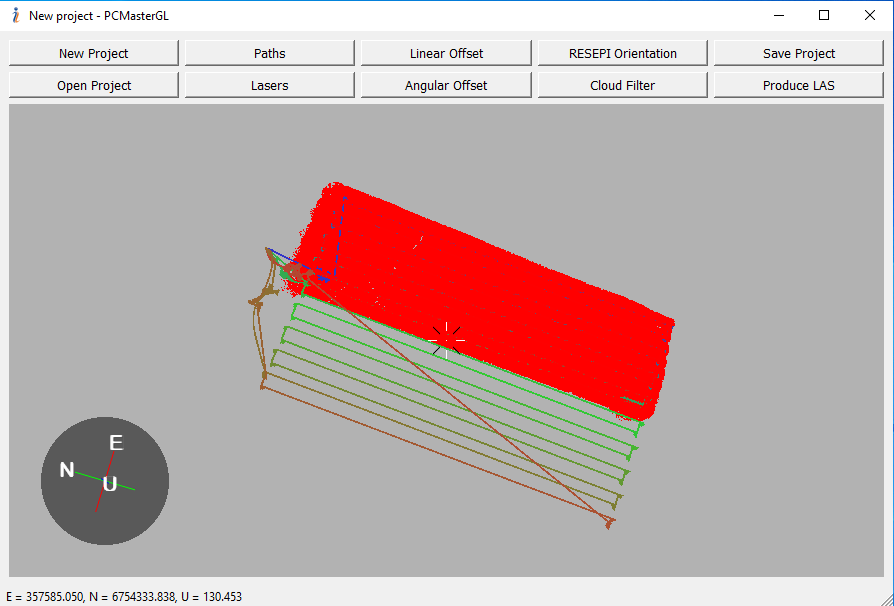 New project - PCMasterGL
New Project Paths Linear Offset RESEPI Orientation Save Project
Open Project Lasers Angular Offset Cloud Filter Produce LAS
E
N
U
E = 357585.050, N = 6754333.838, U = 130.453